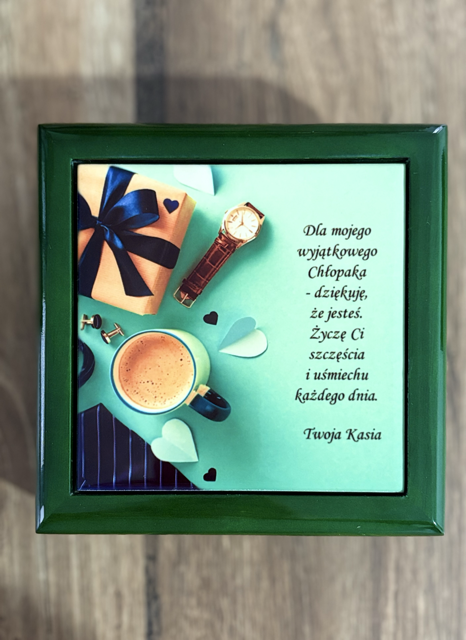 Dla mojego
wyjątkowego
Chłopaka
- dziękuję,
że jesteś.
Życzę Ci
szczęścia
i uśmiechu
każdego dnia.
Twoja Kasia